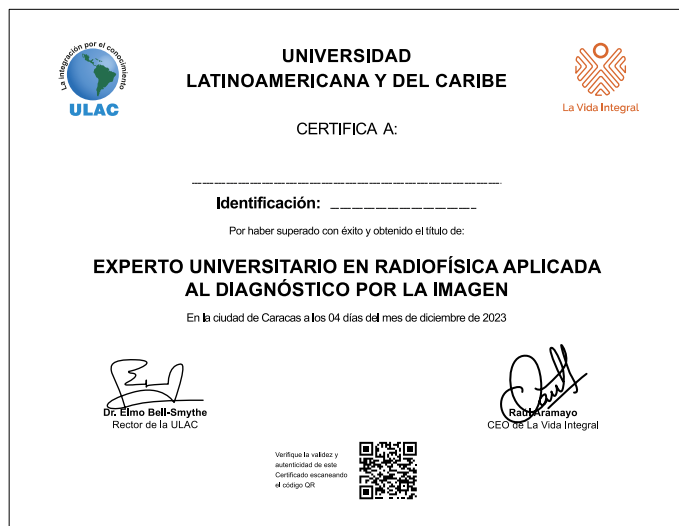 La integración por el conocimiento
ULAC
UNIVERSIDAD
LATINOAMERICANA Y DEL CARIBE
La Vida Integral
CERTIFICA A:
Identificación:
Por haber superado con éxito y obtenido el título de:
EXPERTO UNIVERSITARIO EN RADIOFÍSICA APLICADA
AL DIAGNÓSTICO POR LA IMAGEN
En la ciudad de Caracas a los 04 días del mes de diciembre de 2023
Dr. Elmo Bell-Smythe
Rector de la ULAC
Raúl Aramayo
CEO de La Vida Integral
Verifique la validez y
autenticidad de este
Certificado escaneando
el código QR